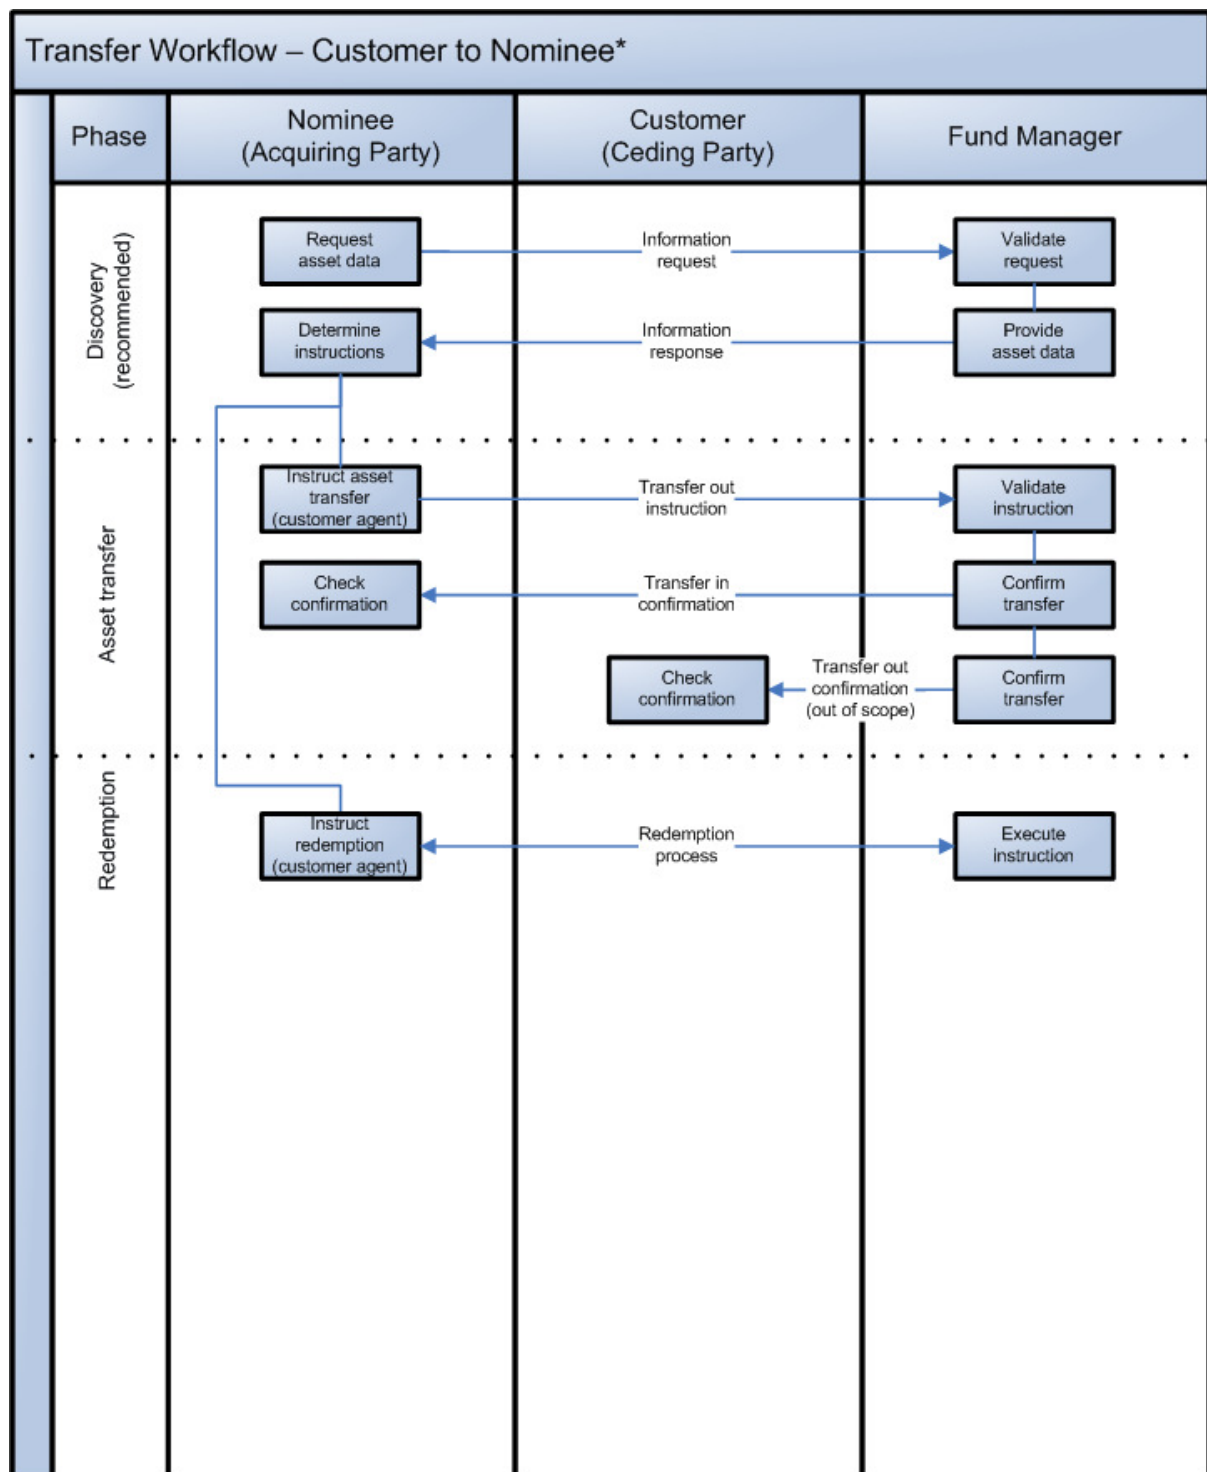 Transfer Workflow – Customer to Nominee*
Phase
Nominee
(Acquiring Party)
Customer
(Ceding Party)
Fund Manager
Discovery
(recommended)
Request
asset data
Information
request
Validate
request
Determine
instructions
Information
response
Provide
asset data
Asset transfer
Instruct asset
transfer
(customer agent)
Transfer out
instruction
Validate
instruction
Check
confirmation
Transfer in
confirmation
Confirm
transfer
Check
confirmation
Transfer out
confirmation
(out of scope)
Confirm
transfer
Redemption
Instruct
redemption
(customer agent)
Redemption
process
Execute
instruction